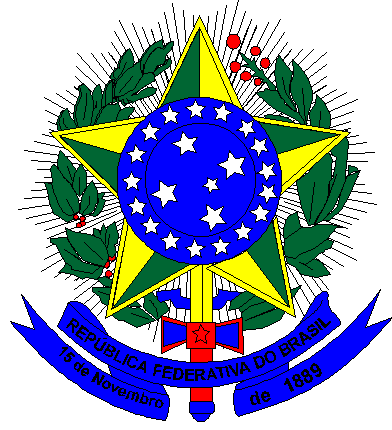 REPÚBLICA FEDERATIVA DO BRASIL
15 de Novembro de 1889